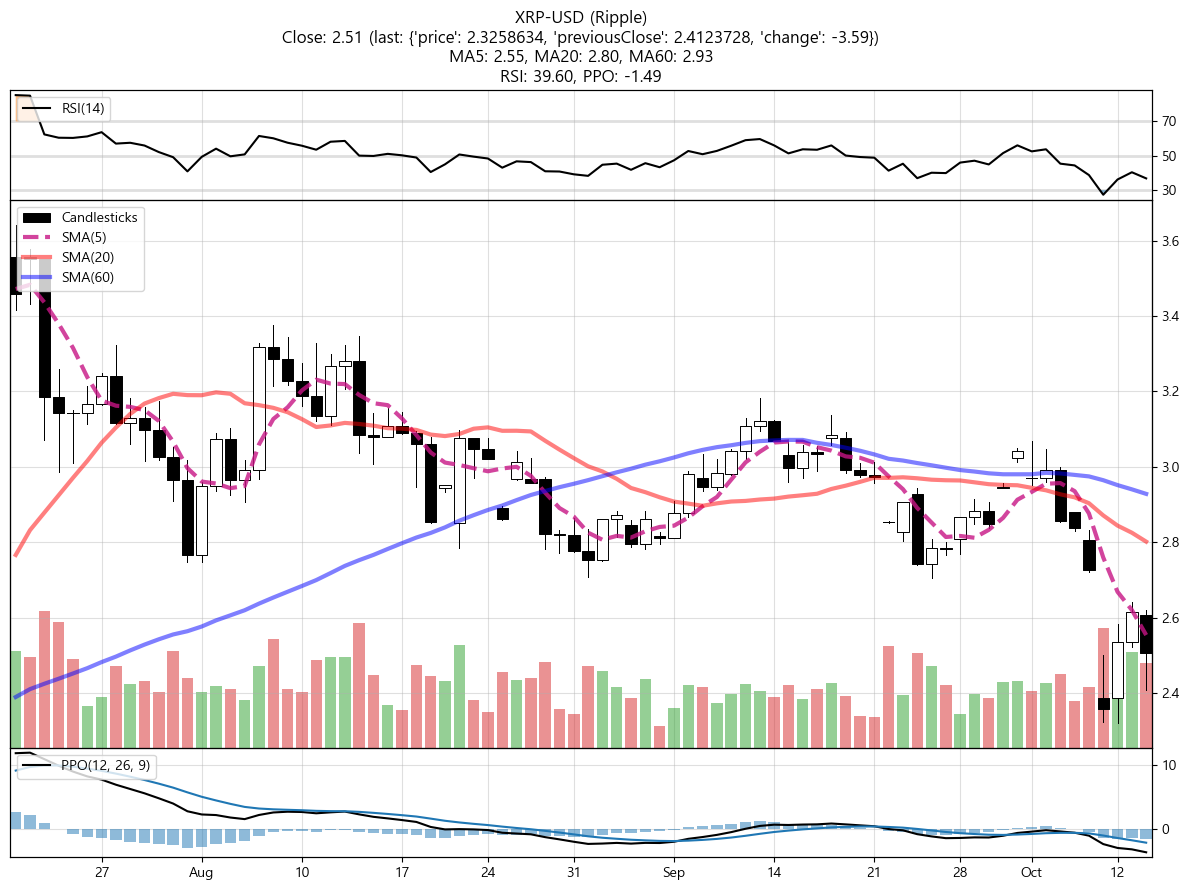 XRP-USD (Ripple)
Close: 2.51 (last: {'price': 2.3258634, 'previousClose': 2.4123728, 'change': -3.59})
MA5: 2.55, MA20: 2.80, MA60: 2.93
RSI: 39.60, PPO: -1.49
RSI(14)
70
50
30
Candlesticks
SMA(5)
SMA(20)
SMA(60)
3.6
3.4
3.2
3.0
2.8
2.6
2.4
PPO(12, 26, 9)
10
0
27
Aug
10
17
24
31
Sep
14
21
28
Oct
12